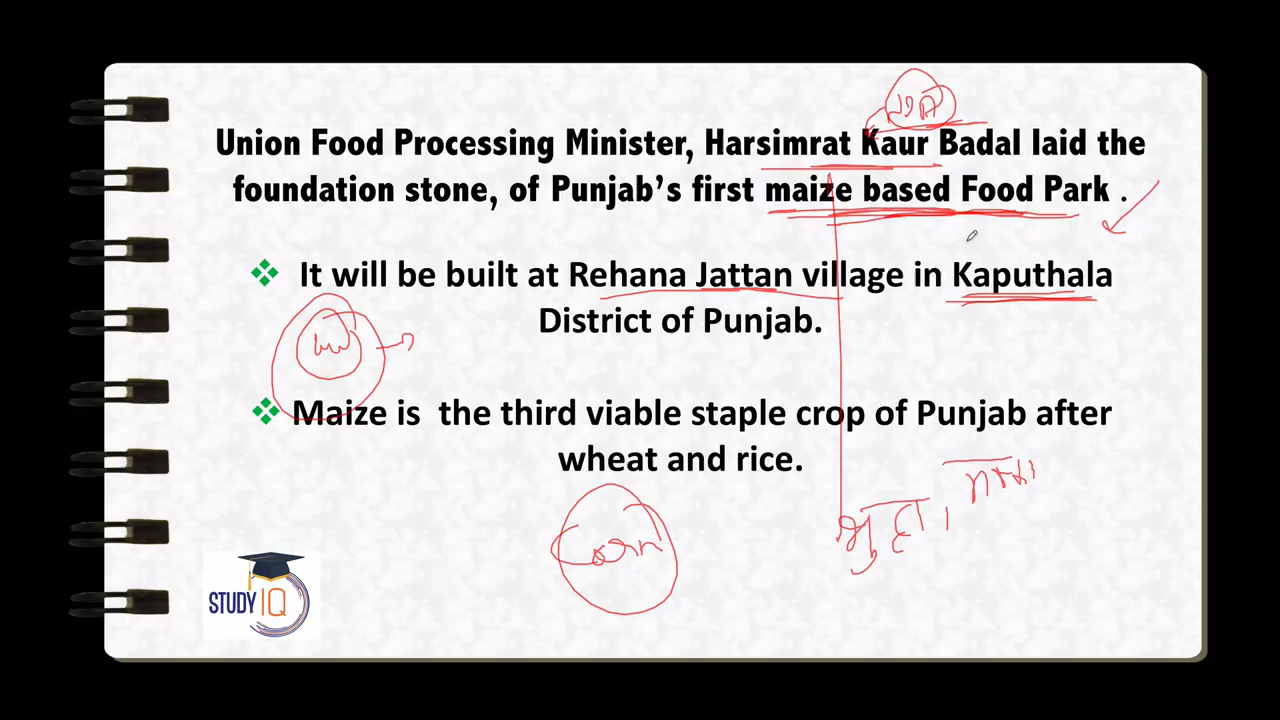 Union Food Processing Minister, Harsimrat Kaur Badal laid the
foundation stone, of Punjab's first maize based Food Park .
It will be built at Rehana Jattan village in Kaputhala
District of Punjab.
Maize is the third viable staple crop of Punjab after
wheat and rice.
Corn
STUDY IQ